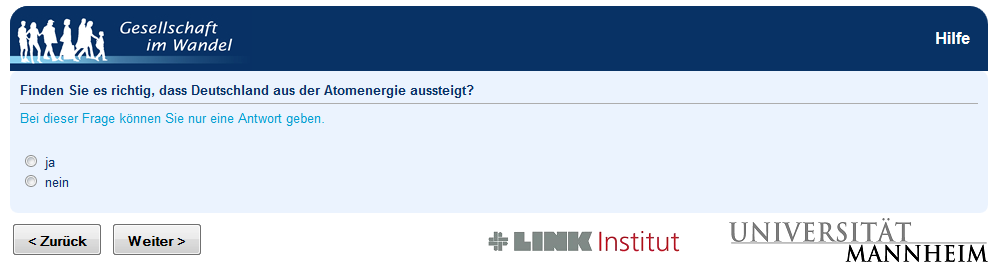 Gesellschaft
im Wandel
Hilfe
Finden Sie es richtig, dass Deutschland aus der Atomenergie aussteigt?
Bei dieser Frage können Sie nur eine Antwort geben.
ja
nein
< Zurück Weiter >
LINK Institut
UNIVERSITÄT
MANNHEIM